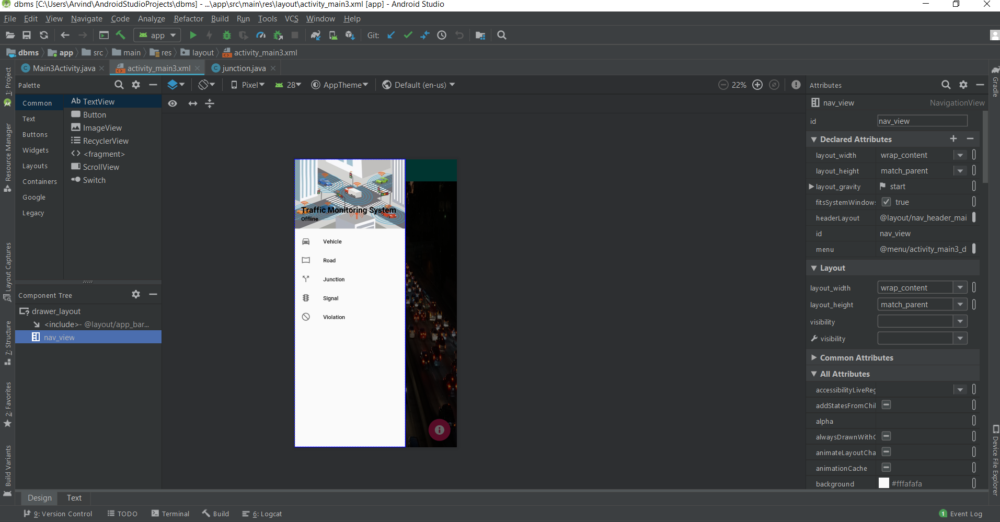 dbms [C:\Users\Arvind\AndroidStudioProjects\dbms] - ...\app\src\main\res\layout\activity_main3.xml [app] - Android Studio
File Edit View Navigate Code Analyze Refactor Build Run Tools VCS Window Help
app Git:
dbms app src main res layout activity_main3.xml
Main3Activity.java activity_main3.xml junction.java
1: Project
Resource Manager
Layout Captures
7: Structure
2: Favorites
Build Variants
Palette
Common
Text
Buttons
Widgets
Layouts
Containers
Google
Legacy
Ab TextView
Button
ImageView
RecyclerView
<fragment>
ScrollView
Switch
Component Tree
drawer_layout
<include>- @layout/app_bar...
nav_view
Pixel 28 AppTheme Default (en-us) 22%
Traffic Monitoring System
Offline
Vehicle
Road
Junction
Signal
Violation
Attributes
nav_view NavigationView
id nav_view
Declared Attributes
layout_width wrap_content
layout_height match_parent
layout_gravity start
fitsSystemWindows true
headerLayout @layout/nav_header_mai
id nav_view
menu @menu/activity_main3_d
Layout
layout_width wrap_content
layout_height match_parent
visibility
visibility
Common Attributes
All Attributes
accessibilityLiveReg
addStatesFromChil
alpha
alwaysDrawnWithC
animateLayoutCha
animationCache
background #fffafafa
Gradle
Device File Explorer
Design Text
9: Version Control TODO Terminal Build 6: Logcat 1 Event Log